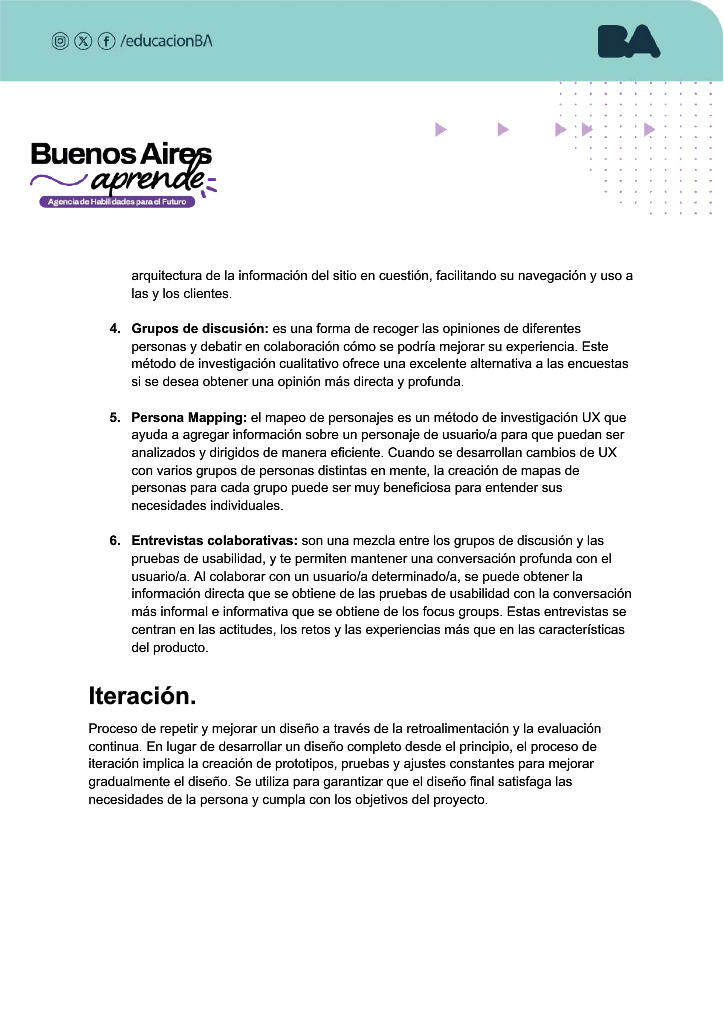 /educacionBA
BA
Buenos Aires
aprende
Agencia de Habilidades para el Futuro
arquitectura de la información del sitio en cuestión, facilitando su navegación y uso a
las y los clientes.
4. Grupos de discusión: es una forma de recoger las opiniones de diferentes
personas y debatir en colaboración cómo se podría mejorar su experiencia. Este
método de investigación cualitativo ofrece una excelente alternativa a las encuestas
si se desea obtener una opinión más directa y profunda.
5. Persona Mapping: el mapeo de personajes es un método de investigación UX que
ayuda a agregar información sobre un personaje de usuario/a para que puedan ser
analizados y dirigidos de manera eficiente. Cuando se desarrollan cambios de UX
con varios grupos de personas distintas en mente, la creación de mapas de
personas para cada grupo puede ser muy beneficiosa para entender sus
necesidades individuales.
6. Entrevistas colaborativas: son una mezcla entre los grupos de discusión y las
pruebas de usabilidad, y te permiten mantener una conversación profunda con el
usuario/a. Al colaborar con un usuario/a determinado/a, se puede obtener la
información directa que se obtiene de las pruebas de usabilidad con la conversación
más informal e informativa que se obtiene de los focus groups. Estas entrevistas se
centran en las actitudes, los retos y las experiencias más que en las características
del producto.
Iteración.
Proceso de repetir y mejorar un diseño a través de la retroalimentación y la evaluación
continua. En lugar de desarrollar un diseño completo desde el principio, el proceso de
iteración implica la creación de prototipos, pruebas y ajustes constantes para mejorar
gradualmente el diseño. Se utiliza para garantizar que el diseño final satisfaga las
necesidades de la persona y cumpla con los objetivos del proyecto.